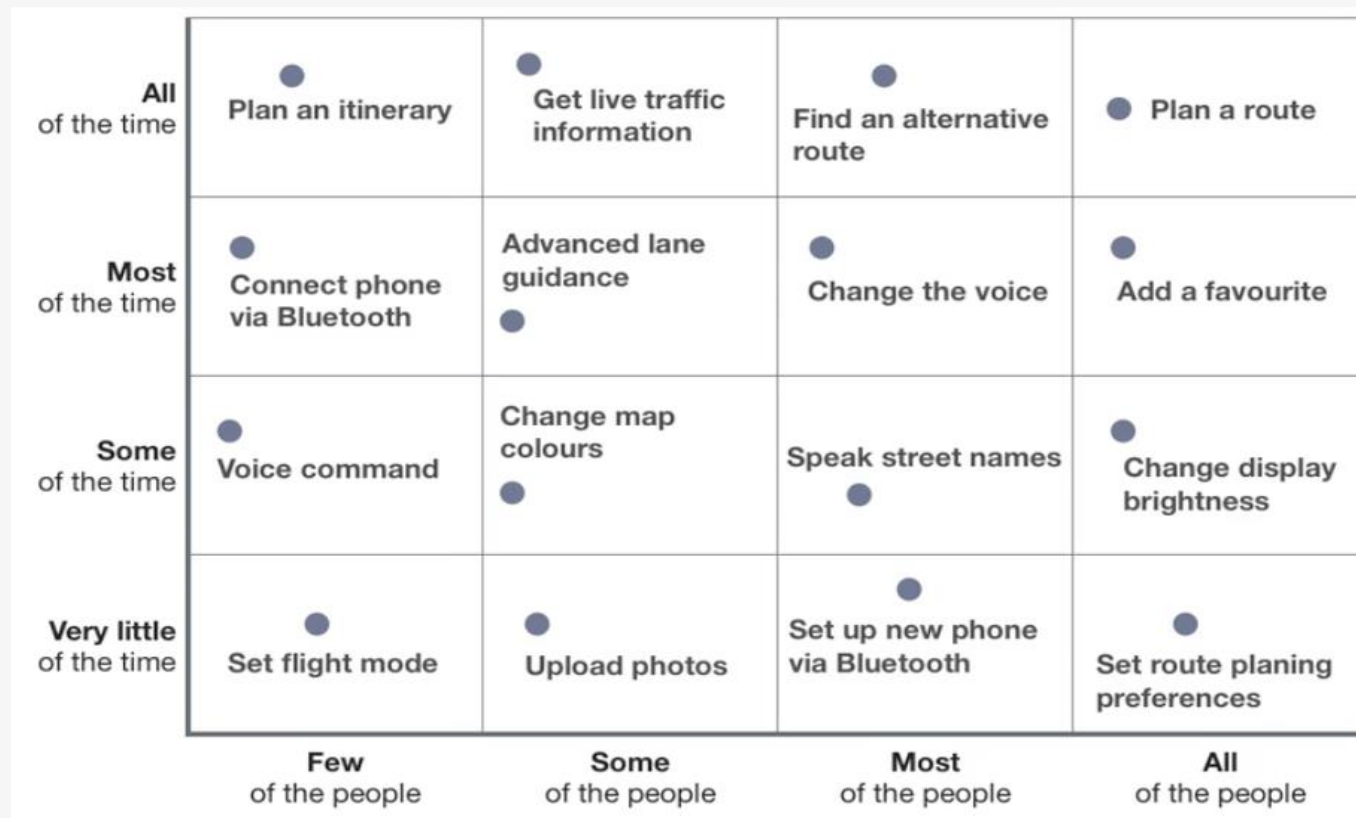 All
of the time
Plan an itinerary
Get live traffic
information
Find an alternative
route
Plan a route
Most
of the time
Connect phone
via Bluetooth
Advanced lane
guidance
Change the voice
Add a favourite
Some
of the time
Voice command
Change map
colours
Speak street names
Change display
brightness
Very little
of the time
Set flight mode
Upload photos
Set up new phone
via Bluetooth
Set route planing
preferences
Few
of the people
Some
of the people
Most
of the people
All
of the people